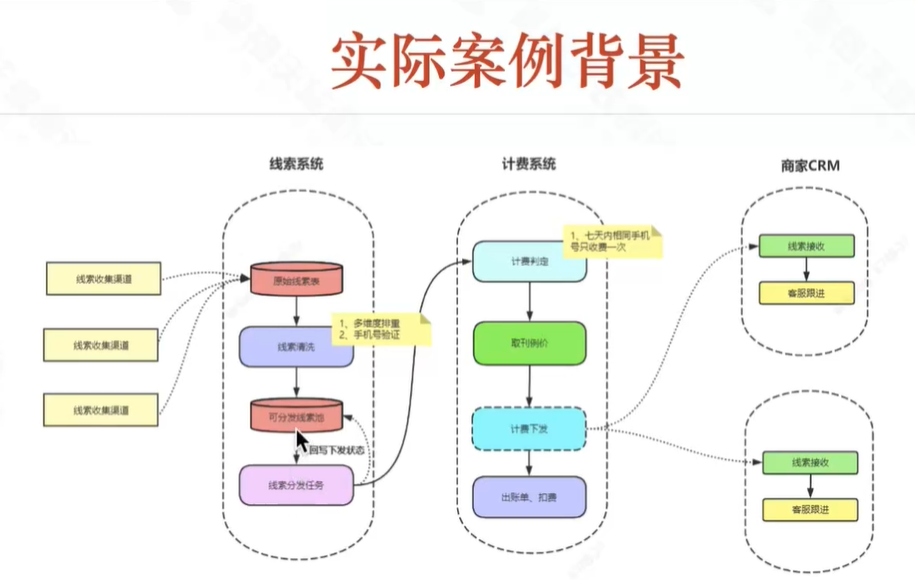 实际案例背景
线索系统
计费系统
商家CRM
线索收集渠道
线索收集渠道
线索收集渠道
原始线索表
1、多维度排重
2、手机号验证
线索清洗
可分发线索池
回写下发状态
线索分发任务
1、七天内相同手机
号只收费一次
计费判定
取刊例价
计费下发
出账单、扣费
线索接收
客服跟进
线索接收
客服跟进